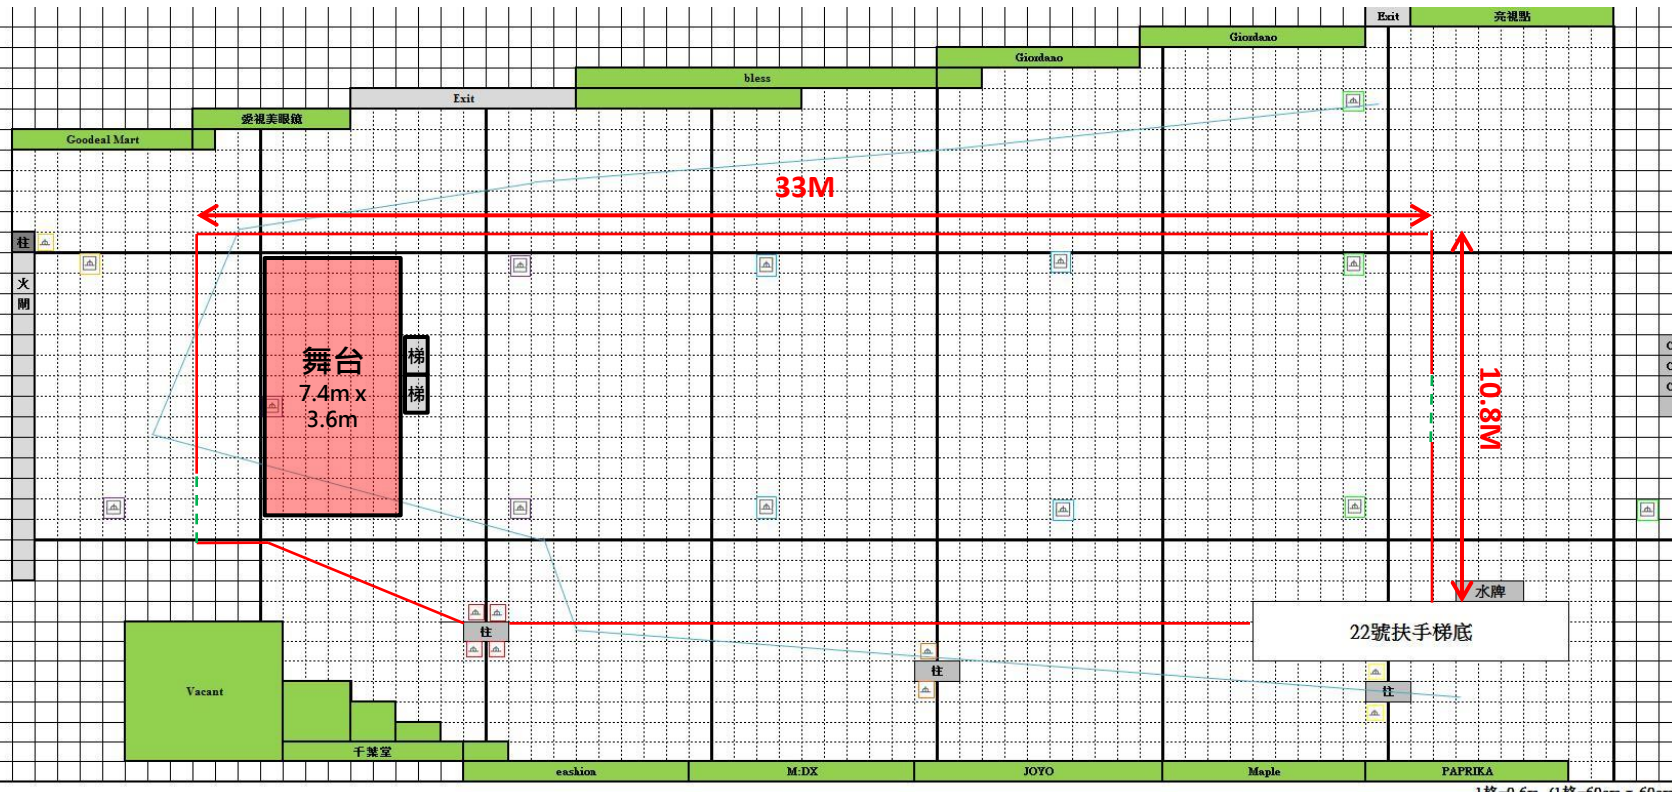 Exit
亮視點
Giordano
Giordano
bless
Exit
愛視美眼鏡
Goodeal Mart
33M
柱
火
閘
舞台
7.4m x
3.6m
梯
梯
10.8M
水牌
22號扶手梯底
柱
柱
柱
Vacant
千葉堂
eashion
M:DX
JOYO
Maple
PAPRIKA